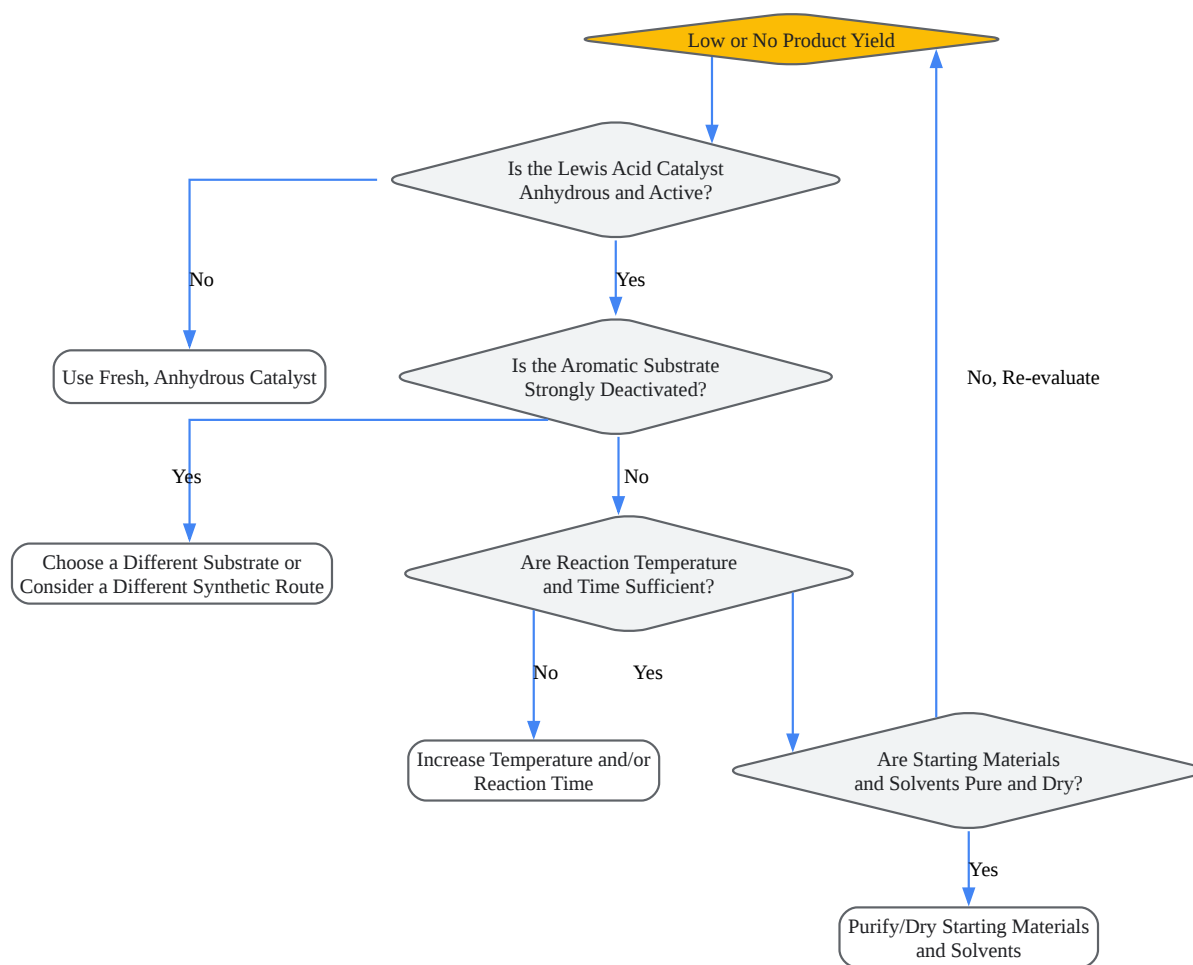 Low or No Product Yield
Is the Lewis Acid Catalyst
Anhydrous and Active?
No
Yes
Use Fresh, Anhydrous Catalyst
Is the Aromatic Substrate
Strongly Deactivated?
No, Re-evaluate
Yes
No
Choose a Different Substrate or
Consider a Different Synthetic Route
Are Reaction Temperature
and Time Sufficient?
No
Yes
Increase Temperature and/or
Reaction Time
Are Starting Materials
and Solvents Pure and Dry?
Yes
Purify/Dry Starting Materials
and Solvents